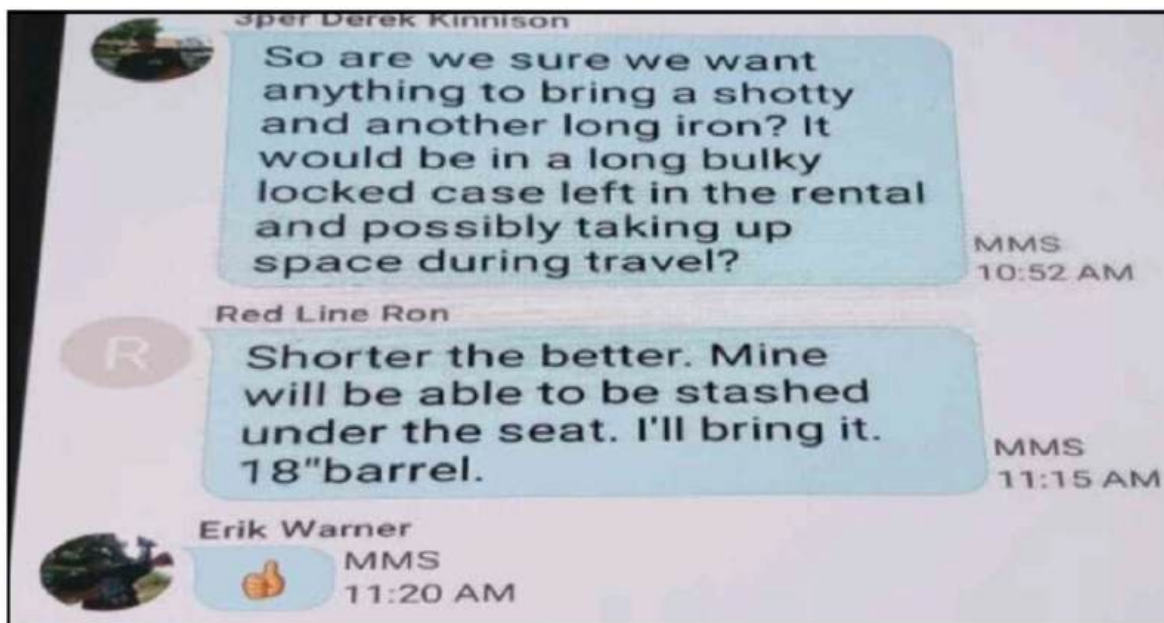 3per Derek Kinnison
So are we sure we want
anything to bring a shotty
and another long iron? It
would be in a long bulky
locked case left in the rental
and possibly taking up
space during travel?
MMS
10:52 AM
Red Line Ron
R
Shorter the better. Mine
will be able to be stashed
under the seat. I'll bring it.
18"barrel.
MMS
11:15 AM
Erik Warner
👍
MMS
11:20 AM